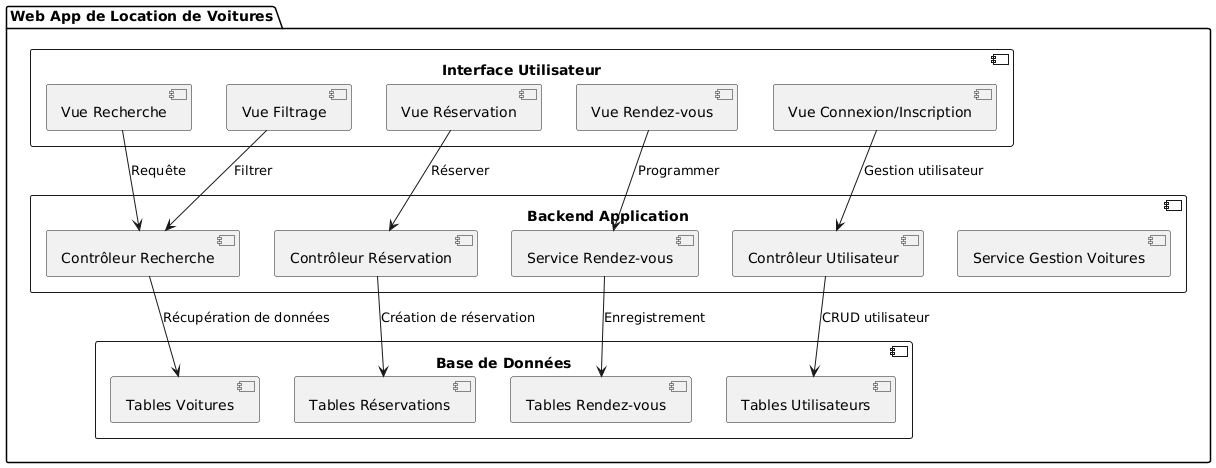 Web App de Location de Voitures
Interface Utilisateur
Vue Recherche
Vue Filtrage
Vue Réservation
Vue Rendez-vous
Vue Connexion/Inscription
Requête
Filtrer
Réserver
Programmer
Gestion utilisateur
Backend Application
Contrôleur Recherche
Contrôleur Réservation
Service Rendez-vous
Contrôleur Utilisateur
Service Gestion Voitures
Récupération de données
Création de réservation
Enregistrement
CRUD utilisateur
Base de Données
Tables Voitures
Tables Réservations
Tables Rendez-vous
Tables Utilisateurs